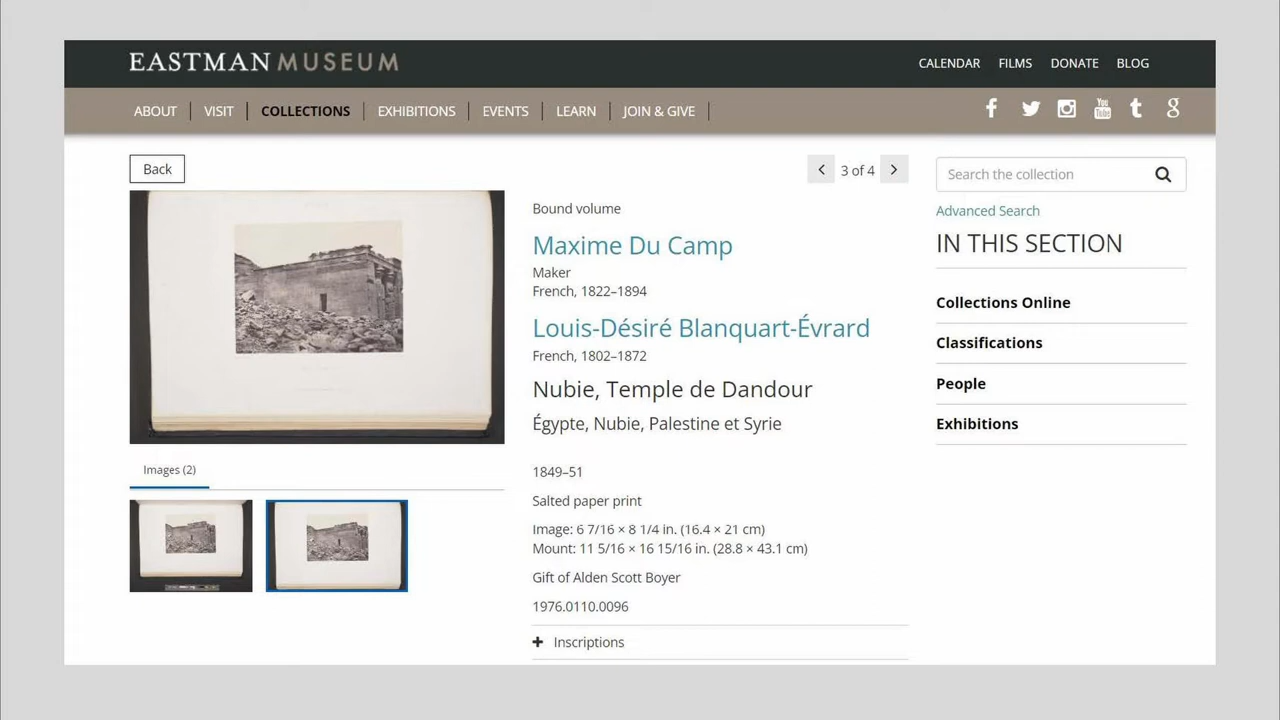 EASTMAN MUSEUM
CALENDAR FILMS DONATE BLOG
ABOUT VISIT COLLECTIONS EXHIBITIONS EVENTS LEARN JOIN & GIVE
Back
3 of 4
Search the collection
Advanced Search
IN THIS SECTION
Collections Online
Classifications
People
Exhibitions
Bound volume
Maxime Du Camp
Maker
French, 1822–1894
Louis-Désiré Blanquart-Évrard
French, 1802–1872
Nubie, Temple de Dandour
Égypte, Nubie, Palestine et Syrie
1849–51
Salted paper print
Image: 6 7/16 × 8 1/4 in. (16.4 × 21 cm)
Mount: 11 5/16 × 16 15/16 in. (28.8 × 43.1 cm)
Gift of Alden Scott Boyer
1976.0110.0096
Inscriptions
Images (2)